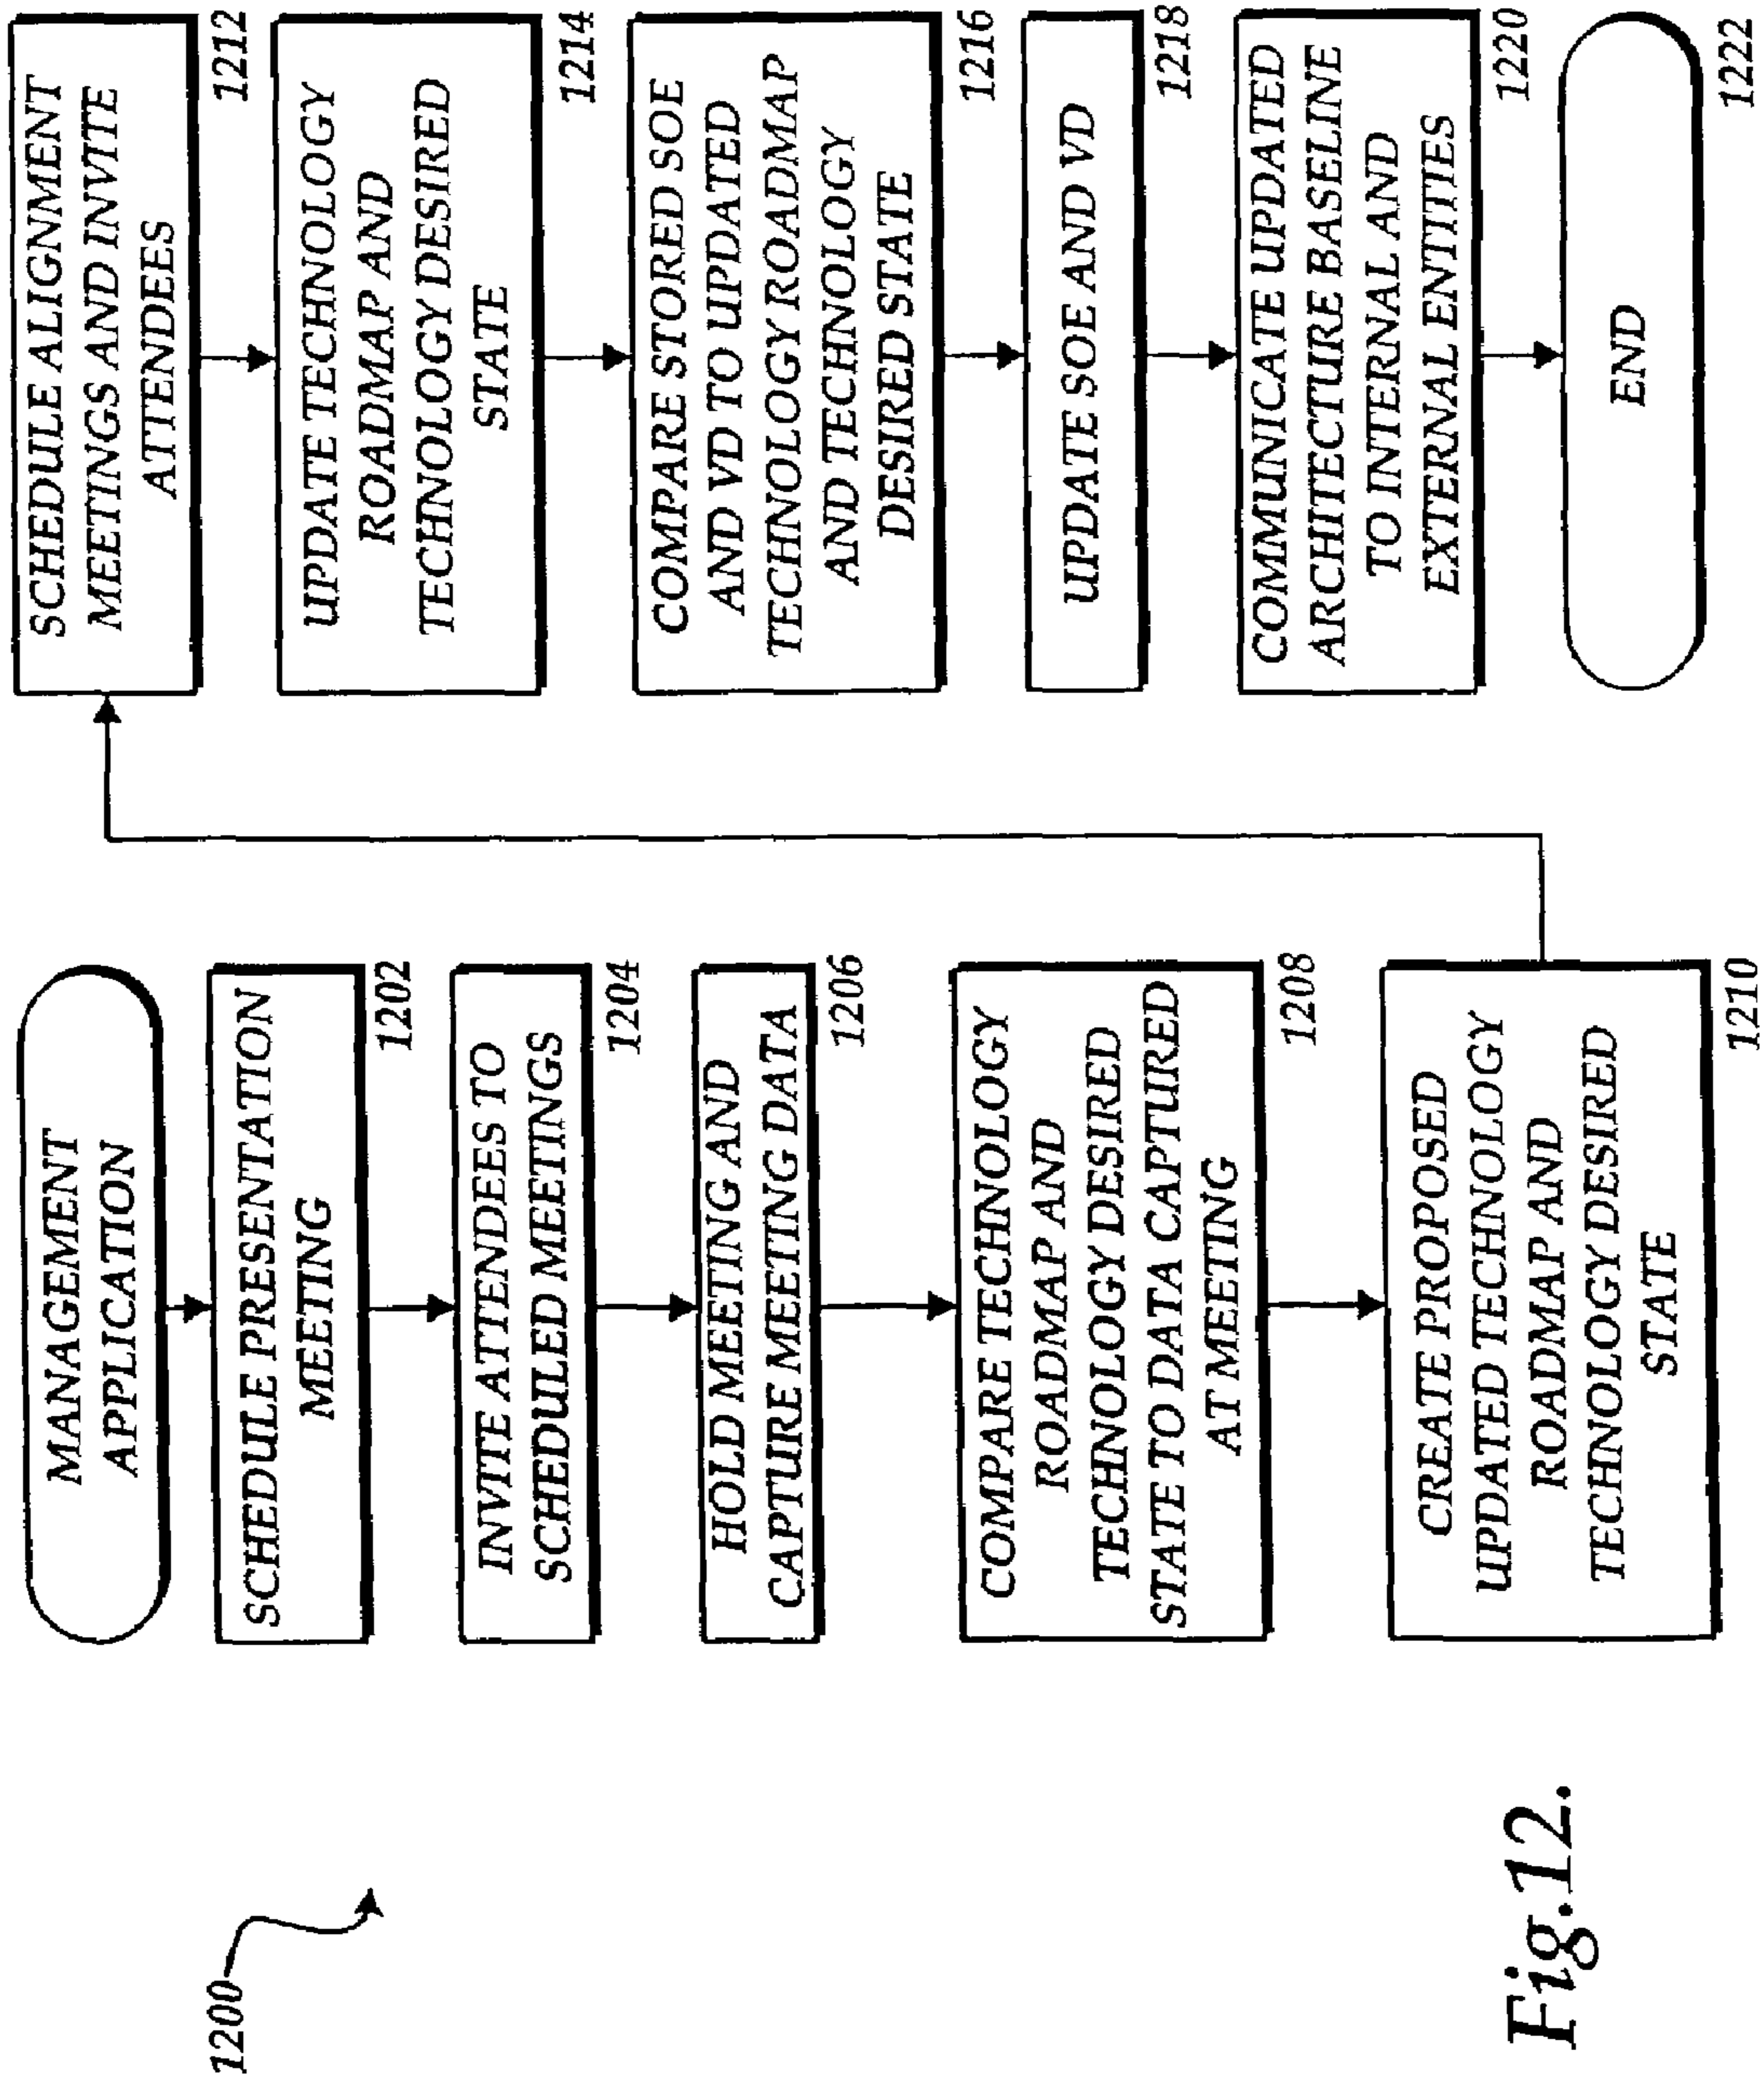 1200
MANAGEMENT
APPLICATION
SCHEDULE PRESENTATION
MEETING
1202
INVITE ATTENDEES TO
SCHEDULED MEETINGS
1204
HOLD MEETING AND
CAPTURE MEETING DATA
1206
COMPARE TECHNOLOGY
ROADMAP AND
TECHNOLOGY DESIRED
STATE TO DATA CAPTURED
AT MEETING
1208
CREATE PROPOSED
UPDATED TECHNOLOGY
ROADMAP AND
TECHNOLOGY DESIRED
STATE
1210
SCHEDULE ALIGNMENT
MEETINGS AND INVITE
ATTENDEES
1212
UPDATE TECHNOLOGY
ROADMAP AND
TECHNOLOGY DESIRED
STATE
1214
COMPARE STORED SOE
AND VD TO UPDATED
TECHNOLOGY ROADMAP
AND TECHNOLOGY
DESIRED STATE
1216
UPDATE SOE AND VD
1218
COMMUNICATE UPDATED
ARCHITECTURE BASELINE
TO INTERNAL AND
EXTERNAL ENTITIES
1220
END
1222
Fig.12.